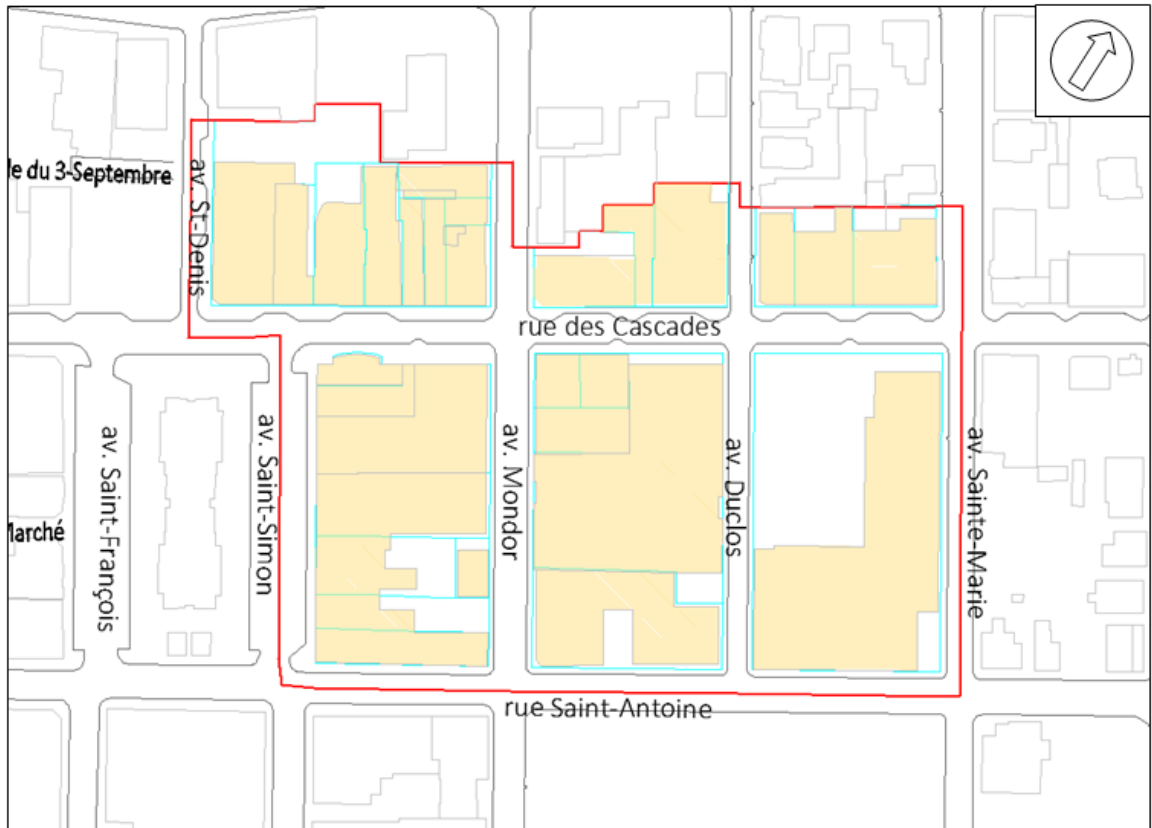 le du 3-Septembre
av. St-Denis
rue des Cascades
av. Saint-François
av. Saint-Simon
av. Mondor
av. Duclos
av. Sainte-Marie
Marché
rue Saint-Antoine